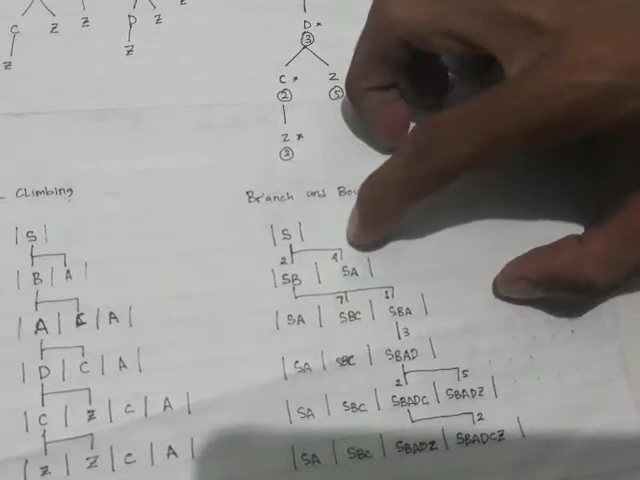 C Z Z D Z Z
Z Z
D*
3
C* Z
2 5
Z*
2
Climbing
Branch and
| S |
| B | A |
| A | C | A |
| D | C | A |
| C | Z | C | A |
| Z | Z | C | A |
| S |
2 4
| SB | SA |
7 1
| SA | SBC | SBA |
3
| SA | SBC | SBAD |
2 5
| SA | SBC | SBADC | SBADZ |
2
| SA | SBC | SBADZ | SBADCZ |